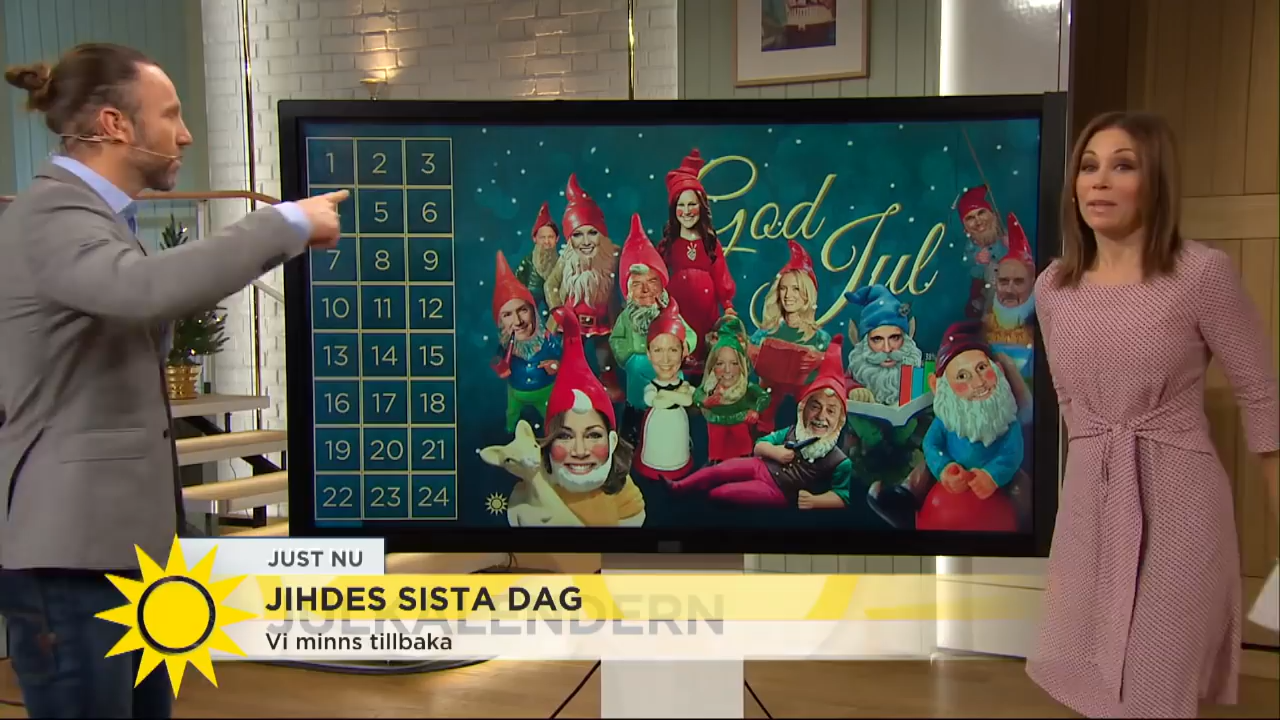 1 2 3
5 6
7 8 9
10 11 12
13 14 15
16 17 18
19 20 21
22 23 24
God
Jul
JUST NU
JIHDES SISTA DAG
JULKALENDERN
Vi minns tillbaka